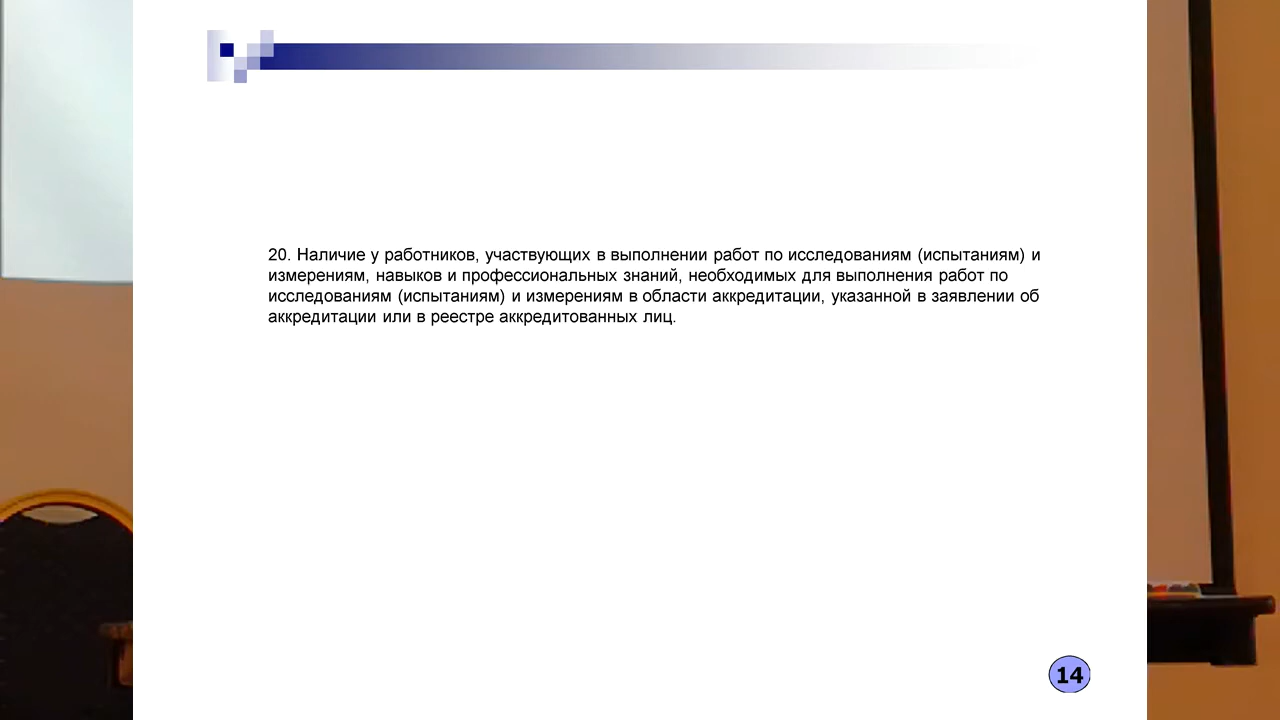 20. Наличие у работников, участвующих в выполнении работ по исследованиям (испытаниям) и
измерениям, навыков и профессиональных знаний, необходимых для выполнения работ по
исследованиям (испытаниям) и измерениям в области аккредитации, указанной в заявлении об
аккредитации или в реестре аккредитованных лиц.
14